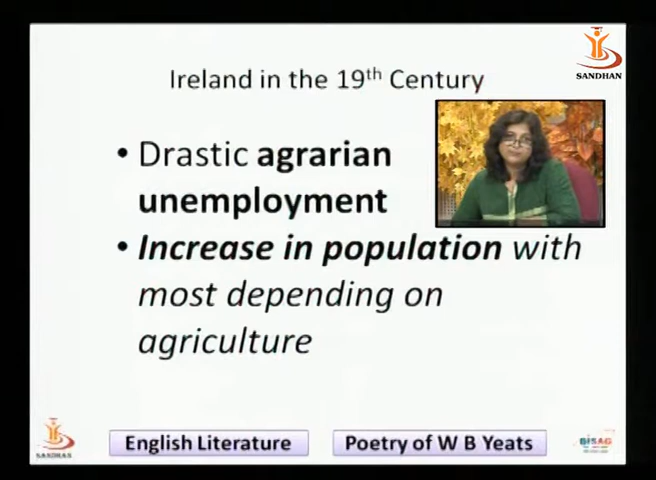 SANDHAN
Ireland in the 19th Century
• Drastic agrarian
unemployment
• Increase in population with
most depending on
agriculture
SANDHAN
English Literature
Poetry of W B Yeats
BISAG